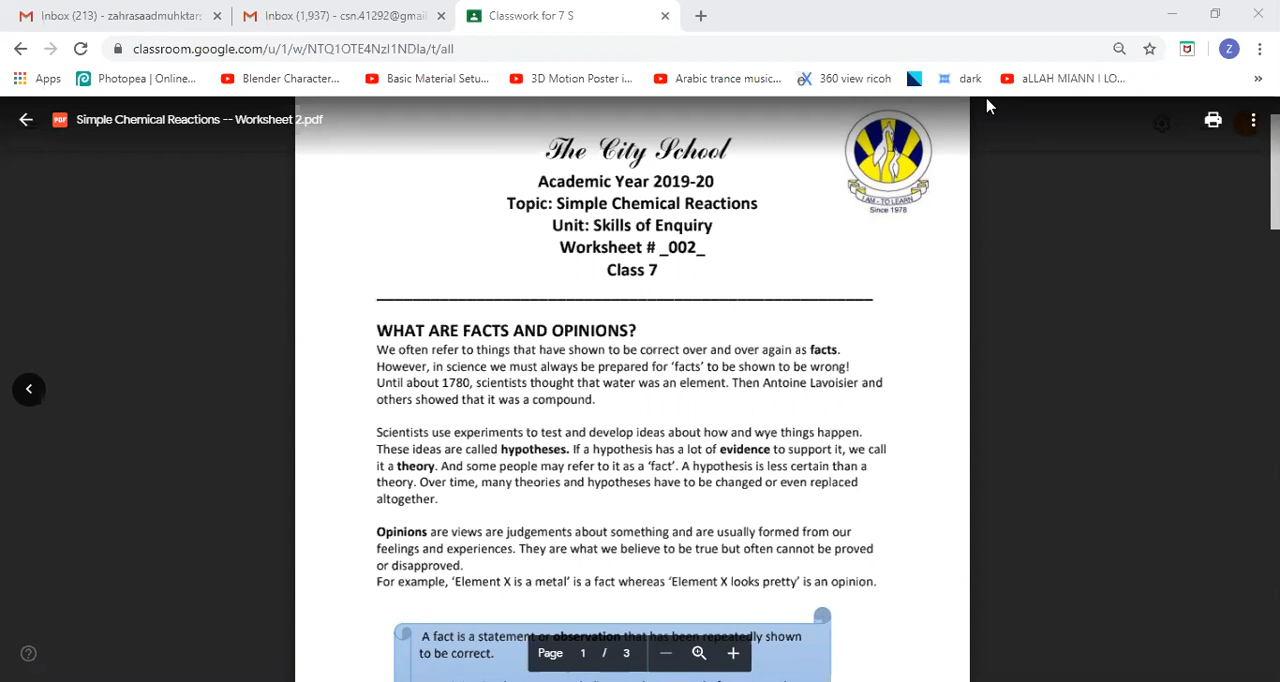 Inbox (213) - zahrasaadmuhktar
Inbox (1,937) - csn.41292@gmail
Classwork for 7 S
classroom.google.com/u/1/w/NTQ1OTE4NzI1NDIa/t/all
Z
Apps
Photopea | Online...
Blender Character...
Basic Material Setu...
3D Motion Poster i...
Arabic trance music...
eX 360 view ricoh
dark
aLLAH MIANN I LO...
PDF Simple Chemical Reactions -- Worksheet 2.pdf
The City School
I AM - TO LEARN
Since 1978
Academic Year 2019-20
Topic: Simple Chemical Reactions
Unit: Skills of Enquiry
Worksheet # _002_
Class 7
WHAT ARE FACTS AND OPINIONS?
We often refer to things that have shown to be correct over and over again as facts.
However, in science we must always be prepared for ‘facts’ to be shown to be wrong!
Until about 1780, scientists thought that water was an element. Then Antoine Lavoisier and
others showed that it was a compound.
Scientists use experiments to test and develop ideas about how and wye things happen.
These ideas are called hypotheses. If a hypothesis has a lot of evidence to support it, we call
it a theory. And some people may refer to it as a ‘fact’. A hypothesis is less certain than a
theory. Over time, many theories and hypotheses have to be changed or even replaced
altogether.
Opinions are views are judgements about something and are usually formed from our
feelings and experiences. They are what we believe to be true but often cannot be proved
or disapproved.
For example, ‘Element X is a metal’ is a fact whereas ‘Element X looks pretty’ is an opinion.
A fact is a statement or observation that has been repeatedly shown
to be correct.
Page 1 / 3